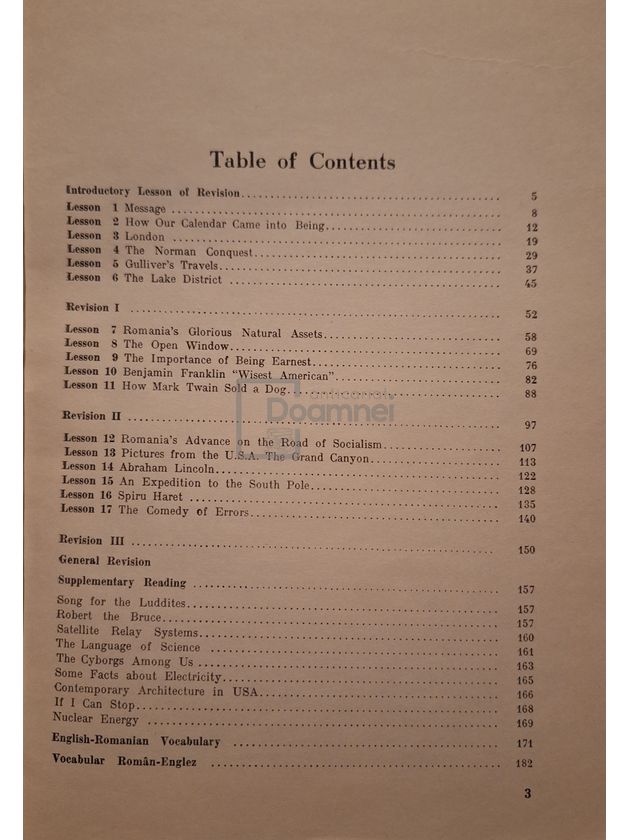 Table of Contents
Introductory Lesson of Revision 5
Lesson 1 Message 8
Lesson 2 How Our Calendar Came into Being 12
Lesson 3 London 19
Lesson 4 The Norman Conquest 29
Lesson 5 Gulliver's Travels 37
Lesson 6 The Lake District 45
Revision I 52
Lesson 7 Romania's Glorious Natural Assets 58
Lesson 8 The Open Window 69
Lesson 9 The Importance of Being Earnest 76
Lesson 10 Benjamin Franklin "Wisest American" 82
Lesson 11 How Mark Twain Sold a Dog 88
anticariat
Doamnei
Revision II 97
Lesson 12 Romania's Advance on the Road of Socialism 107
Lesson 13 Pictures from the U.S.A. The Grand Canyon 113
Lesson 14 Abraham Lincoln 122
Lesson 15 An Expedition to the South Pole 128
Lesson 16 Spiru Haret 135
Lesson 17 The Comedy of Errors 140
Revision III 150
General Revision
Supplementary Reading 157
Song for the Luddites 157
Robert the Bruce 157
Satellite Relay Systems 160
The Language of Science 161
The Cyborgs Among Us 163
Some Facts about Electricity 165
Contemporary Architecture in USA 166
If I Can Stop 168
Nuclear Energy 169
English-Romanian Vocabulary 171
Vocabular Român-Englez 182
3